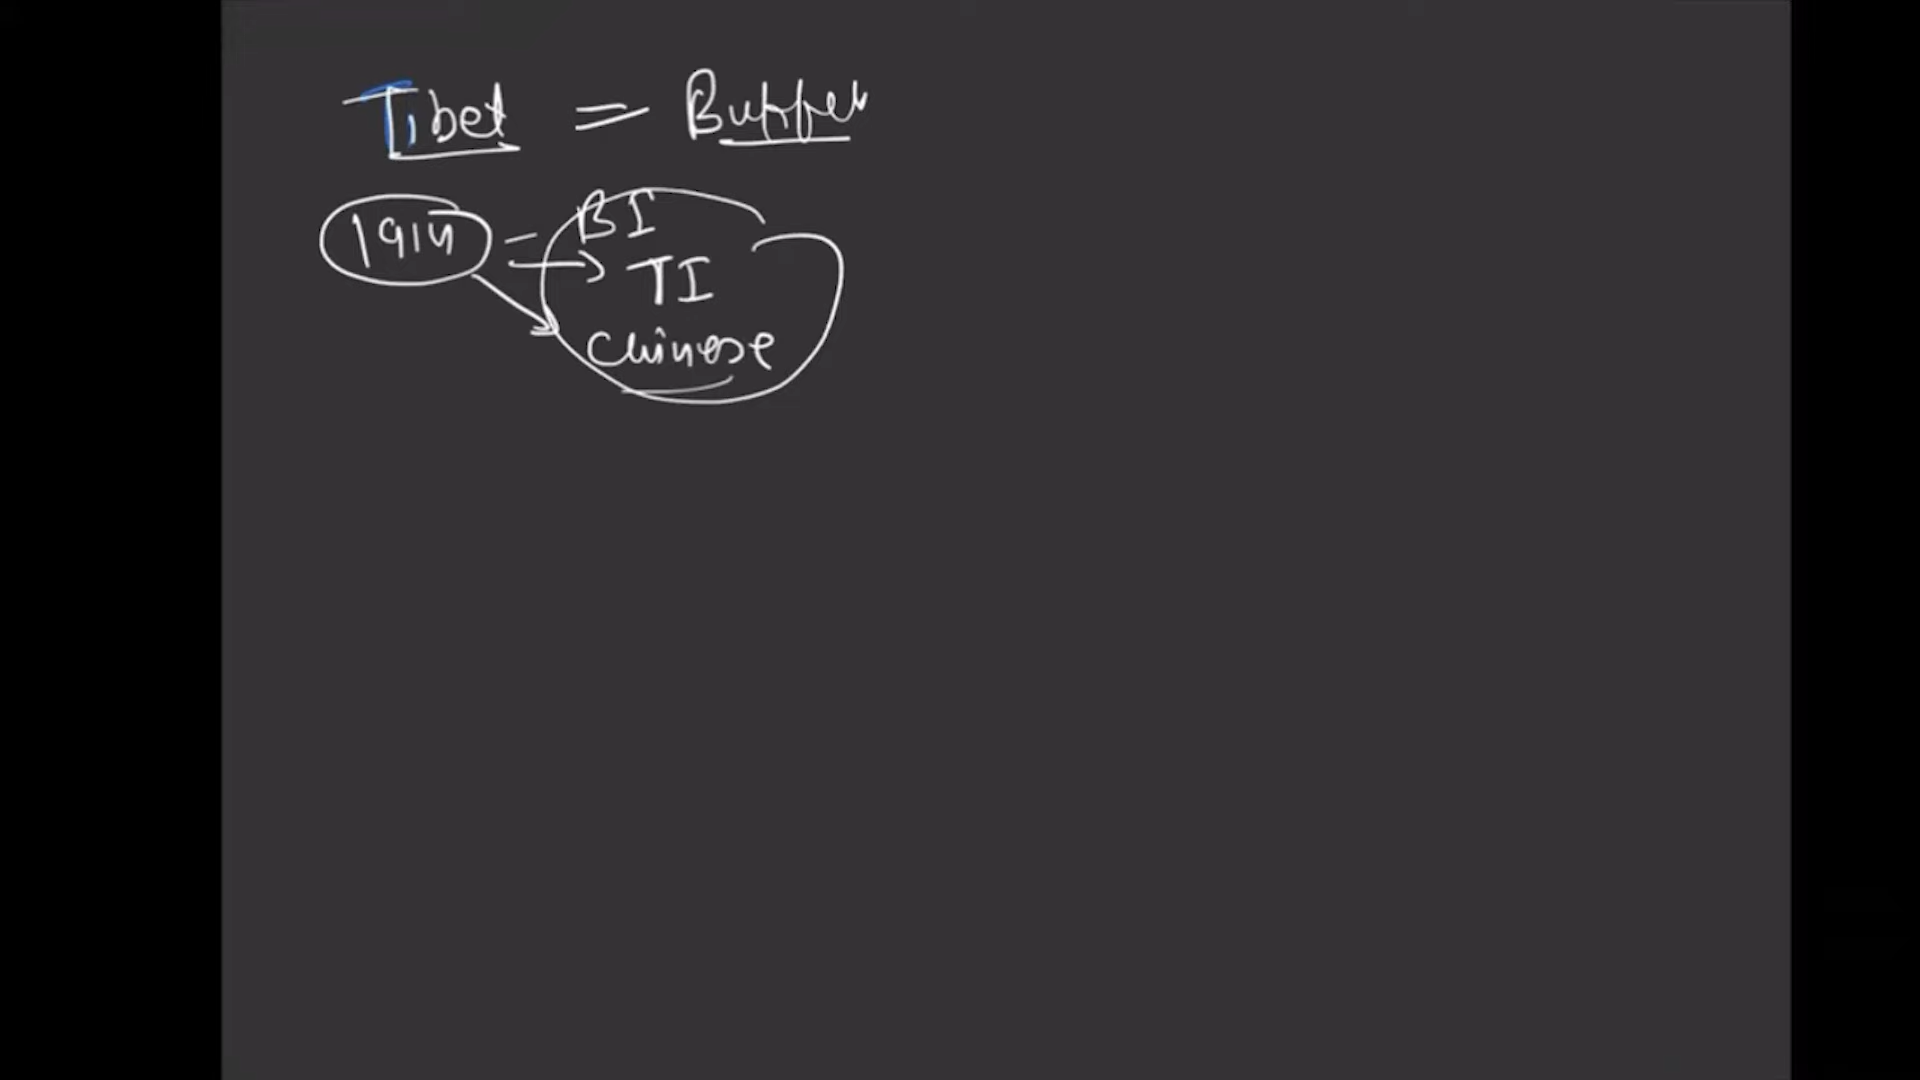 Tibet = Buffer
1914 = BI
→ TI
Chinese